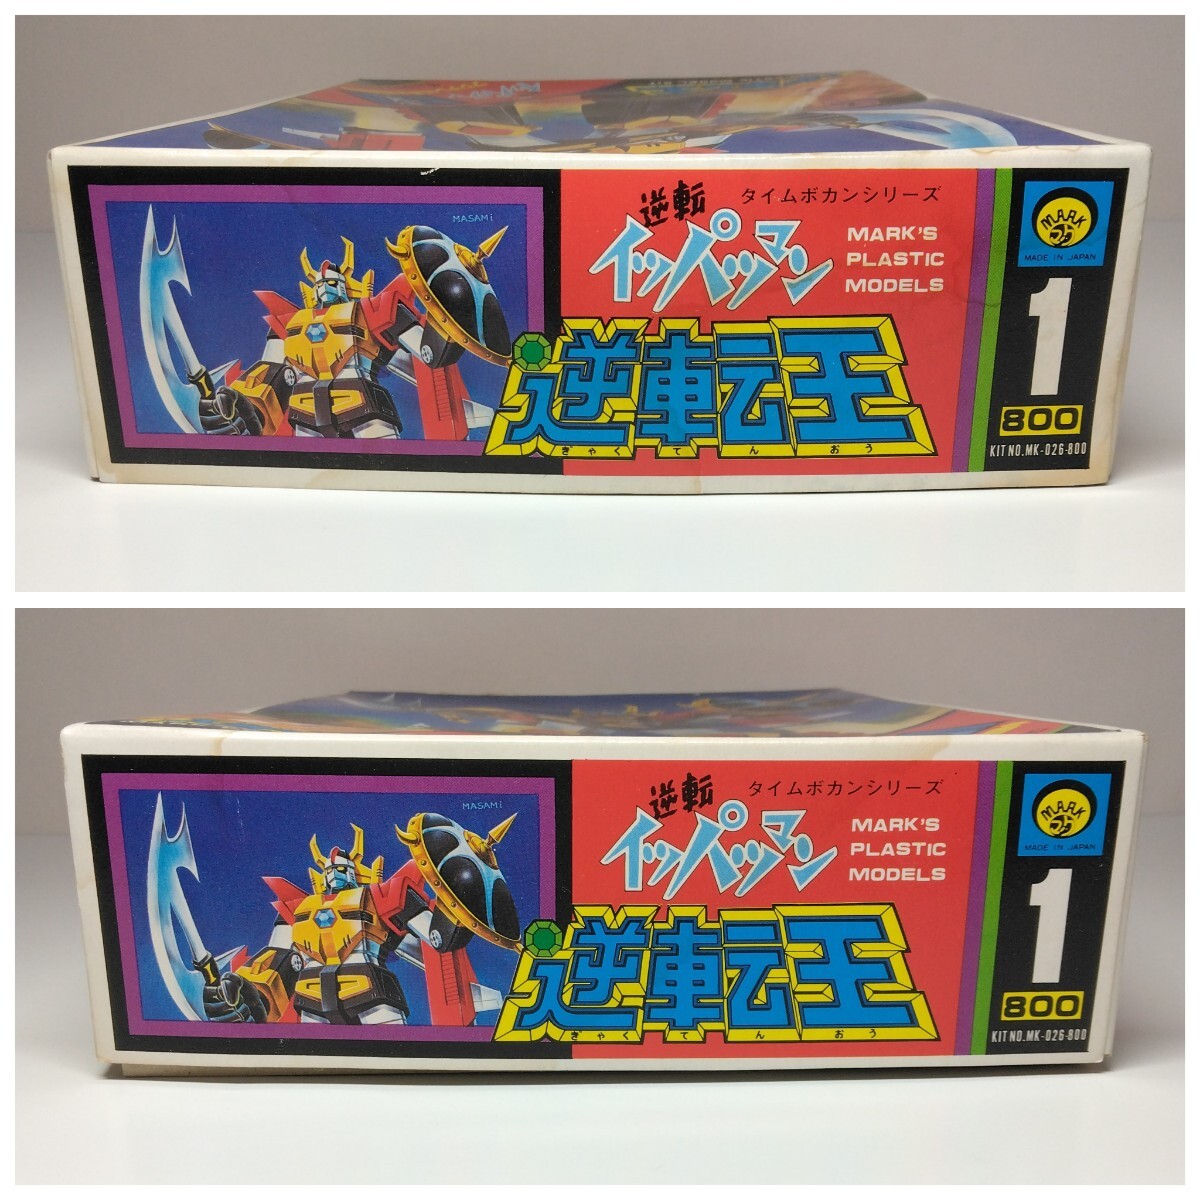 MASAMi
逆転
イッパツマン
タイムボカンシリーズ
MARK'S
PLASTIC
MODELS
逆転王
ぎゃくてんおう
MARK
MADE IN JAPAN
1
800
KIT NO.MK-026-800
MASAMi
逆転
イッパツマン
タイムボカンシリーズ
MARK'S
PLASTIC
MODELS
逆転王
ぎゃくてんおう
MARK
MADE IN JAPAN
1
800
KIT NO.MK-026-800